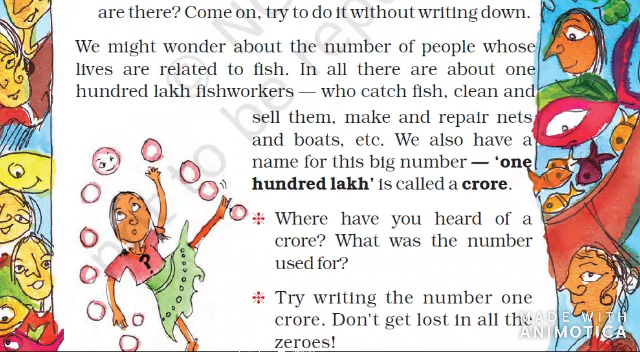 are there? Come on, try to do it without writing down.
We might wonder about the number of people whose
lives are related to fish. In all there are about one
hundred lakh fishworkers — who catch fish, clean and
sell them, make and repair nets
and boats, etc. We also have a
name for this big number — ‘one
hundred lakh’ is called a crore.
✻ Where have you heard of a
crore? What was the number
used for?
✻ Try writing the number one
crore. Don't get lost in all the
zeroes!
?
MADE WITH
ANIMOTICA